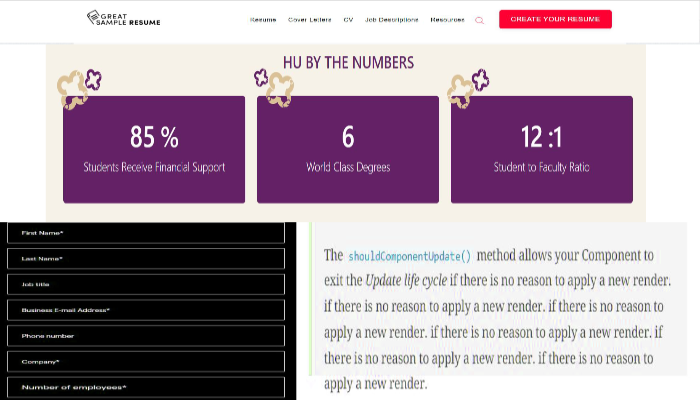 GREAT
SAMPLE RESUME
Resume Cover Letters CV Job Descriptions Resources CREATE YOUR RESUME
HU BY THE NUMBERS
85 % 6 12 :1
Students Receive Financial Support World Class Degrees Student to Faculty Ratio
First Name*
Last Name*
Job title
Business E-mail Address*
Phone number
Company*
Number of employees*
The shouldComponentUpdate() method allows your Component to
exit the Update life cycle if there is no reason to apply a new render.
if there is no reason to apply a new render. if there is no reason to
apply a new render. if there is no reason to apply a new render. if
there is no reason to apply a new render. if there is no reason to
apply a new render.